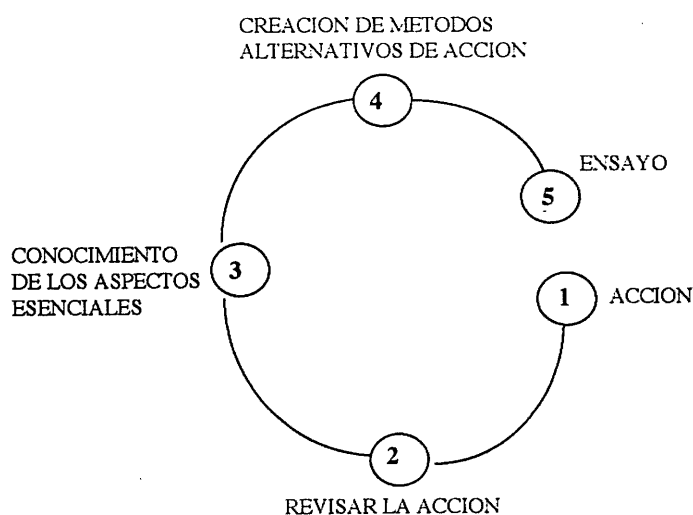 CREACION DE METODOS
ALTERNATIVOS DE ACCION
4
ENSAYO
5
CONOCIMIENTO
DE LOS ASPECTOS
ESENCIALES
3
1
ACCION
2
REVISAR LA ACCION